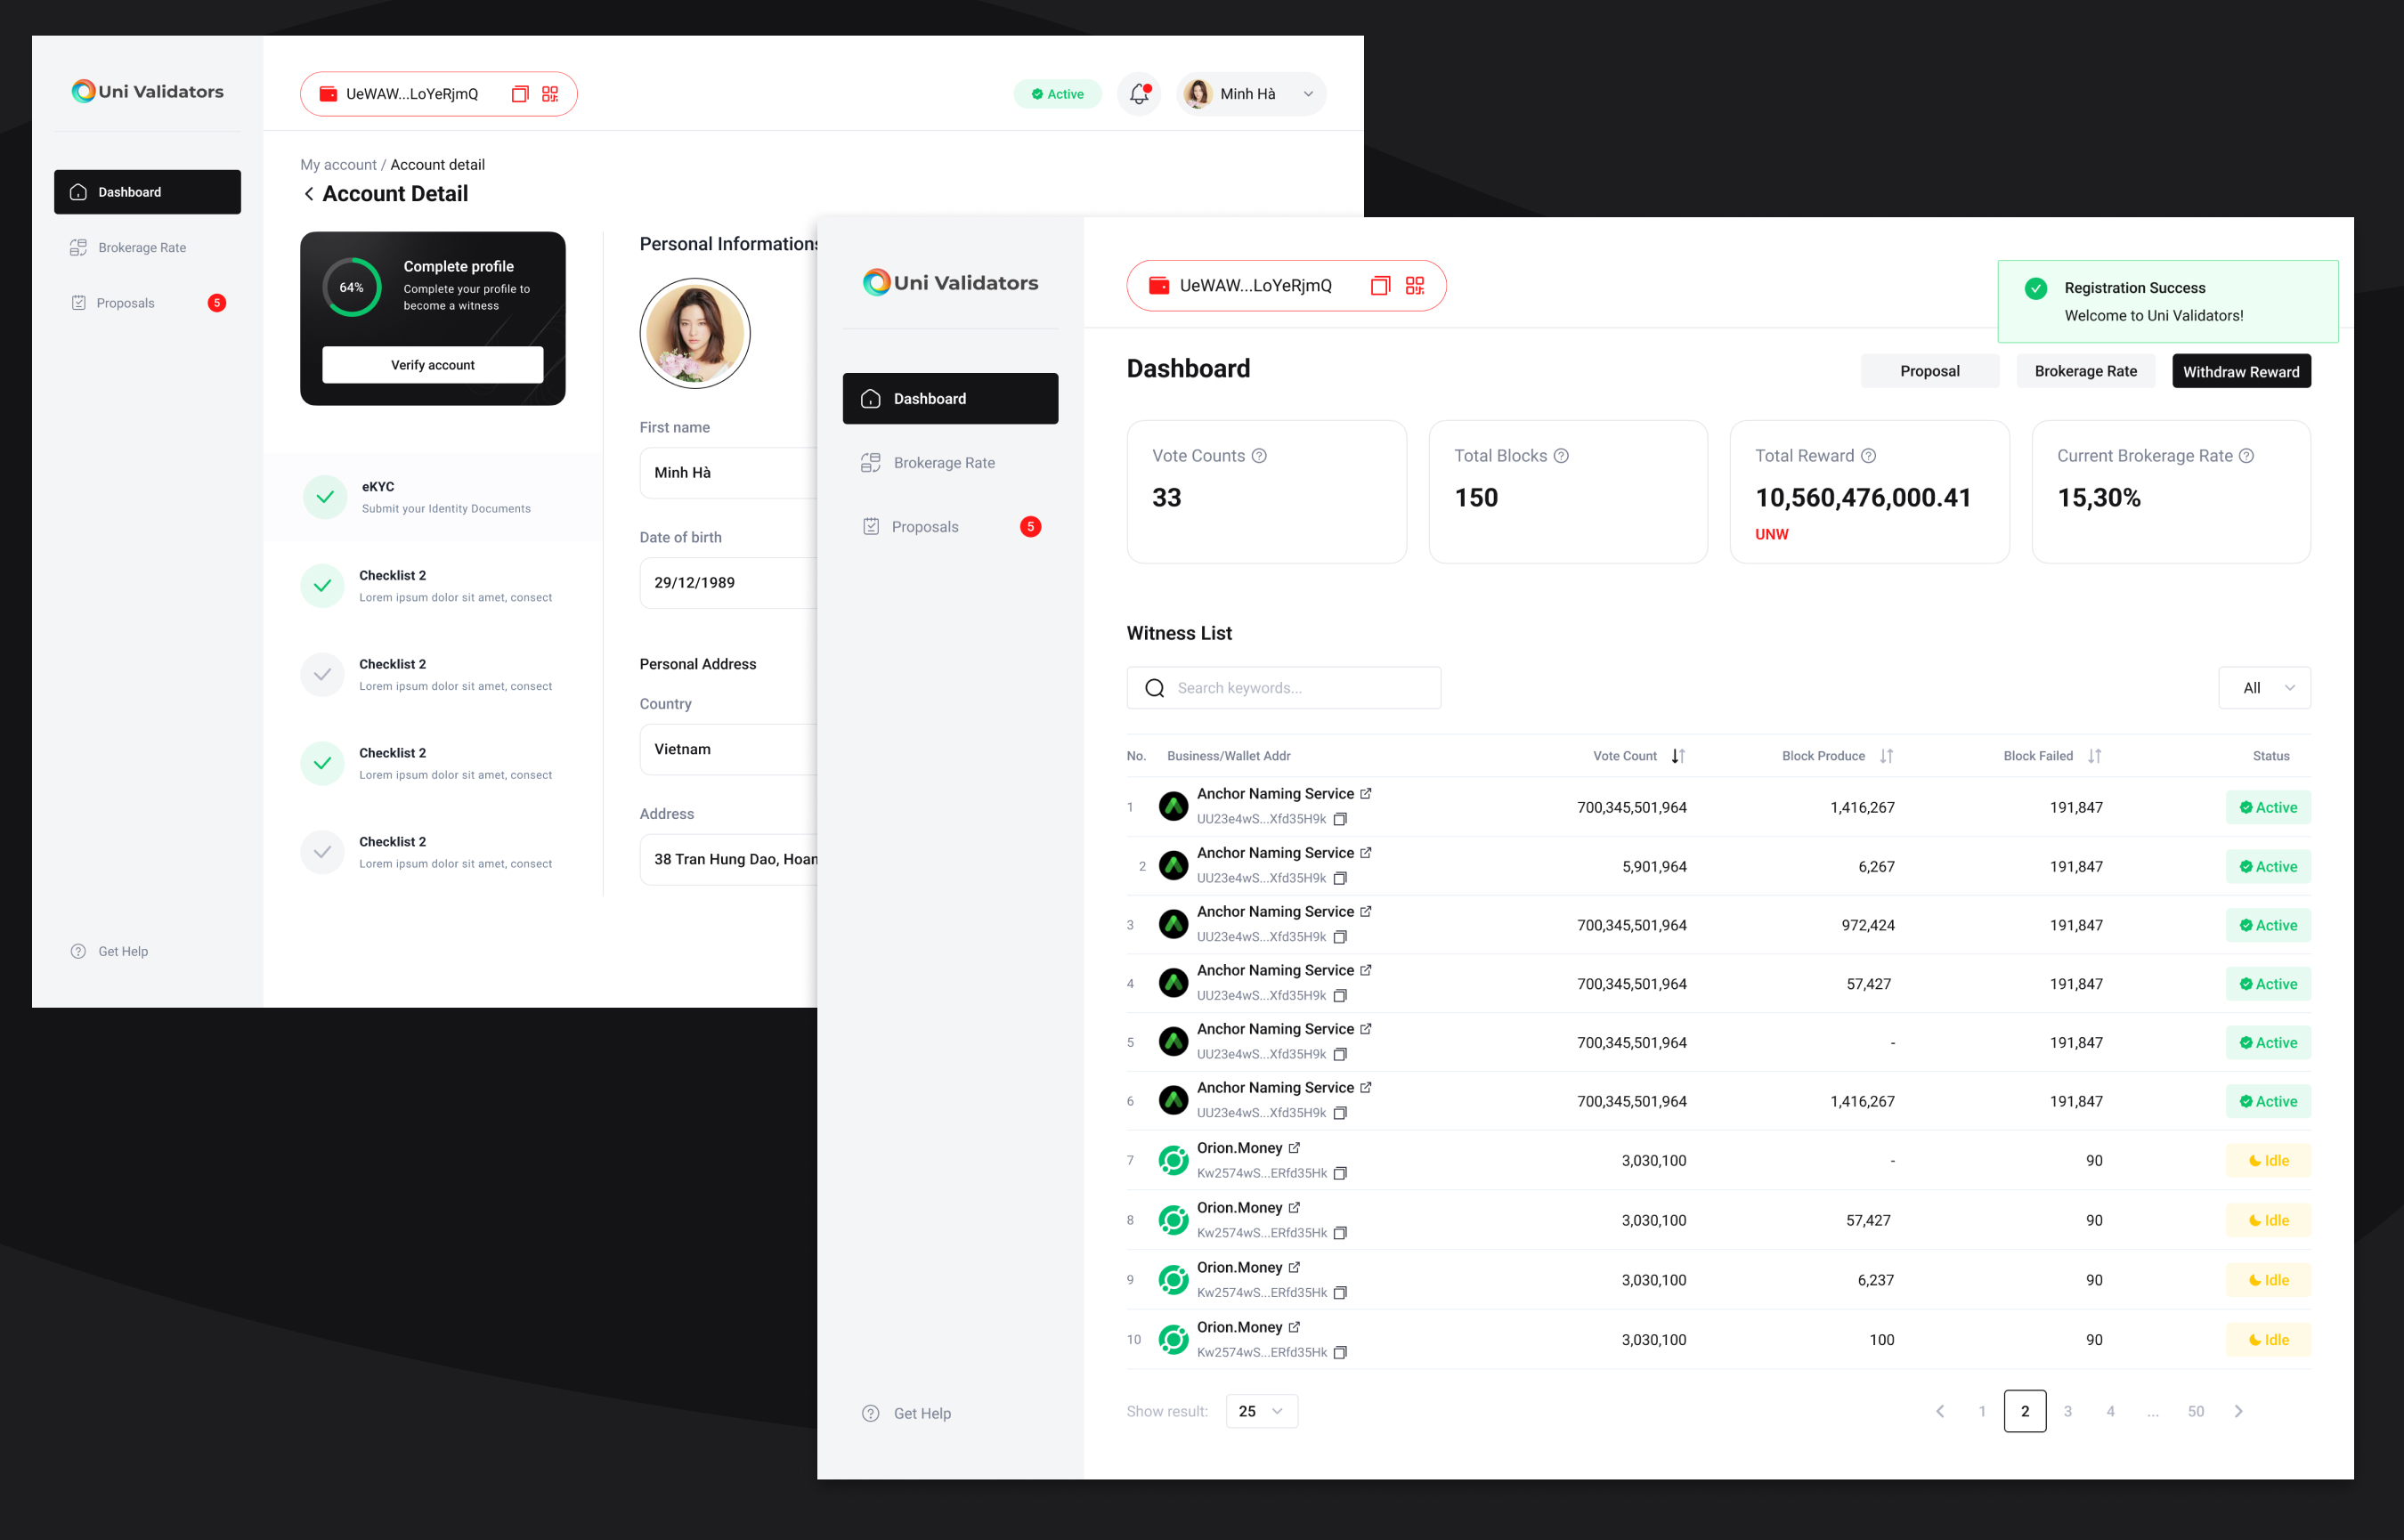 Uni Validators
UeWAW...LoYeRjmQ
Active
Minh Hà
Dashboard
Brokerage Rate
Proposals
5
Get Help
My account / Account detail
Account Detail
64%
Complete profile
Complete your profile to
become a witness
Verify account
eKYC
Submit your Identity Documents
Checklist 2
Lorem ipsum dolor sit amet, consect
Checklist 2
Lorem ipsum dolor sit amet, consect
Checklist 2
Lorem ipsum dolor sit amet, consect
Checklist 2
Lorem ipsum dolor sit amet, consect
Personal Informations
First name
Minh Hà
Date of birth
29/12/1989
Personal Address
Country
Vietnam
Address
38 Tran Hung Dao, Hoan
Uni Validators
Dashboard
Brokerage Rate
Proposals
5
Get Help
UeWAW...LoYeRjmQ
Registration Success
Welcome to Uni Validators!
Dashboard
Proposal
Brokerage Rate
Withdraw Reward
Vote Counts
33
Total Blocks
150
Total Reward
10,560,476,000.41
UNW
Current Brokerage Rate
15,30%
Witness List
Search keywords...
All
No. Business/Wallet Addr Vote Count Block Produce Block Failed Status
1 Anchor Naming Service 700,345,501,964 1,416,267 191,847 Active
UU23e4wS...Xfd35H9k
2 Anchor Naming Service 5,901,964 6,267 191,847 Active
UU23e4wS...Xfd35H9k
3 Anchor Naming Service 700,345,501,964 972,424 191,847 Active
UU23e4wS...Xfd35H9k
4 Anchor Naming Service 700,345,501,964 57,427 191,847 Active
UU23e4wS...Xfd35H9k
5 Anchor Naming Service 700,345,501,964 - 191,847 Active
UU23e4wS...Xfd35H9k
6 Anchor Naming Service 700,345,501,964 1,416,267 191,847 Active
UU23e4wS...Xfd35H9k
7 Orion.Money 3,030,100 - 90 Idle
Kw2574wS...ERfd35Hk
8 Orion.Money 3,030,100 57,427 90 Idle
Kw2574wS...ERfd35Hk
9 Orion.Money 3,030,100 6,237 90 Idle
Kw2574wS...ERfd35Hk
10 Orion.Money 3,030,100 100 90 Idle
Kw2574wS...ERfd35Hk
Show result: 25
1 2 3 4 ... 50